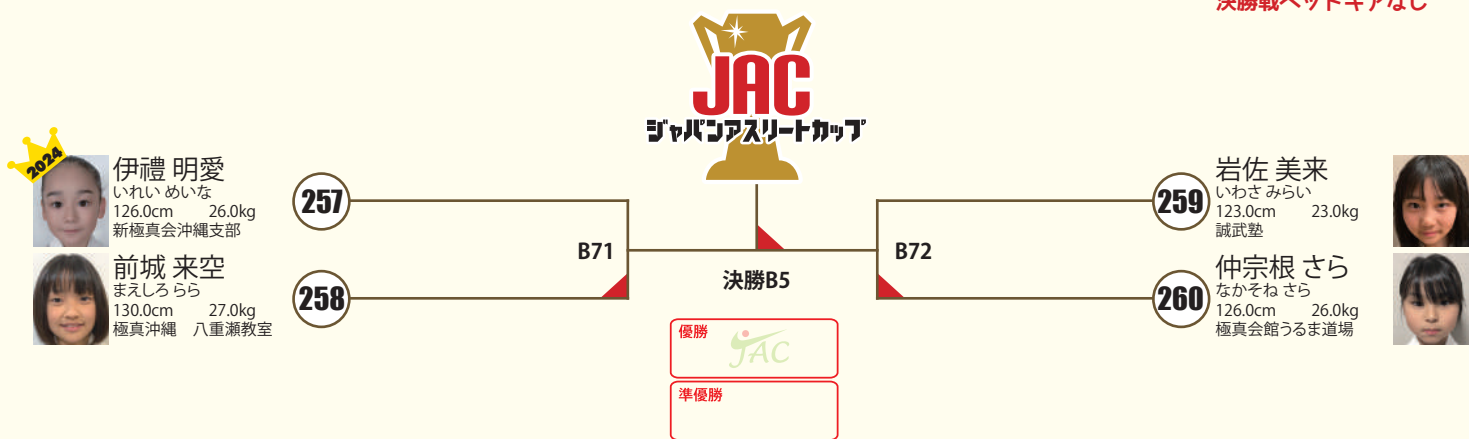 決勝戦ヘッドギアなし
JAC
ジャパンアスリートカップ
2024
伊禮 明愛
いれい めいな
126.0cm 26.0kg
新極真会沖縄支部
257
前城 来空
まえしろ らら
130.0cm 27.0kg
極真沖縄 八重瀬教室
258
B71
決勝B5
B72
259
岩佐 美来
いわさ みらい
123.0cm 23.0kg
誠武塾
260
仲宗根 さら
なかそね さら
126.0cm 26.0kg
極真会館うるま道場
優勝
JAC
準優勝